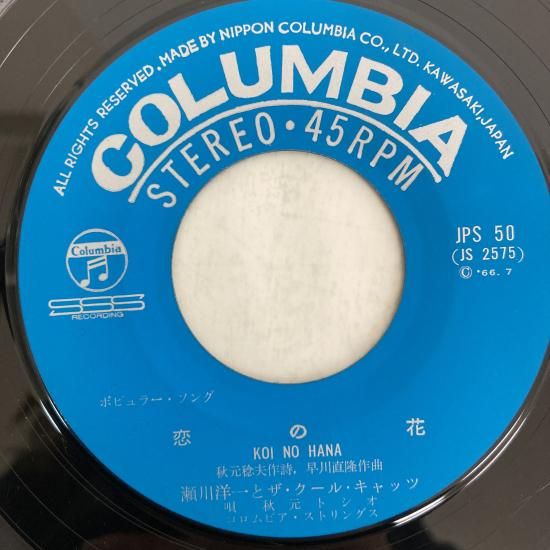 ALL RIGHTS RESERVED. MADE BY NIPPON COLUMBIA CO., LTD. KAWASAKI, JAPAN
COLUMBIA
STEREO・45RPM
Columbia
SSS
RECORDING
JPS 50
(JS 2575)
Ⓒ '66. 7
ポピュラー・ソング
恋の花
KOI NO HANA
秋元稔夫作詩, 早川直隆作曲
瀬川洋一とザ・クール・キャッツ
唄 秋元トシオ
コロムビア・ストリングス